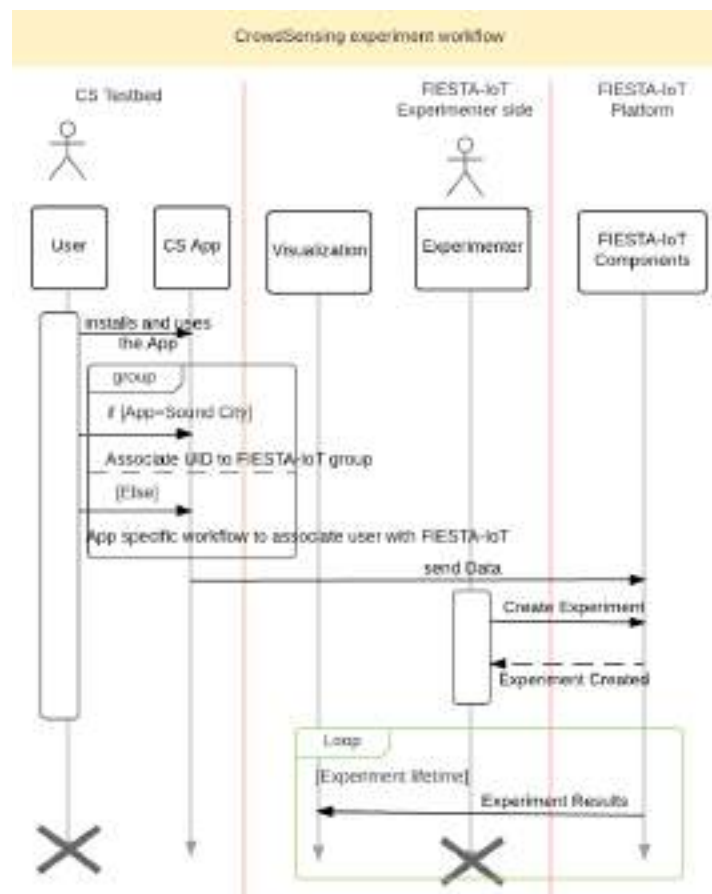 CrowdSensing experiment workflow
CS Testbed
FIESTA-IoT
Experimenter side
FIESTA-IoT
Platform
User
CS App
Visualization
Experimenter
FIESTA-IoT
Components
installs and uses
the App
group
if [App=Sound City]
Associate UID to FIESTA-IoT group
[Else]
App specific workflow to associate user with FIESTA-IoT
send Data
Create Experiment
Experiment Created
Loop
[Experiment lifetime]
Experiment Results